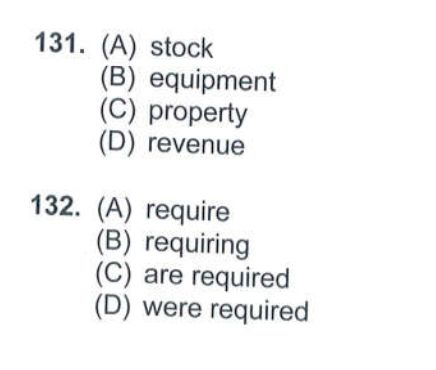 131. (A) stock
(B) equipment
(C) property
(D) revenue
132. (A) require
(B) requiring
(C) are required
(D) were required